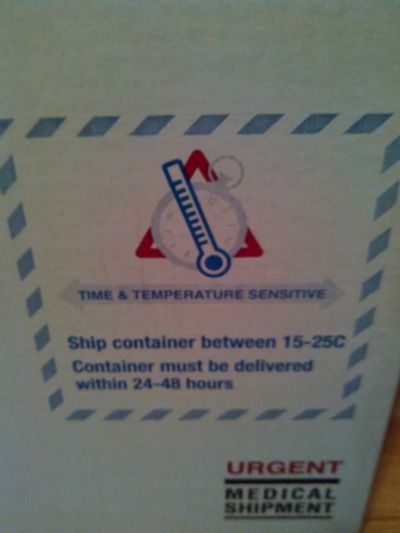 TIME & TEMPERATURE SENSITIVE
Ship container between 15-25C
Container must be delivered
within 24-48 hours
URGENT
MEDICAL
SHIPMENT